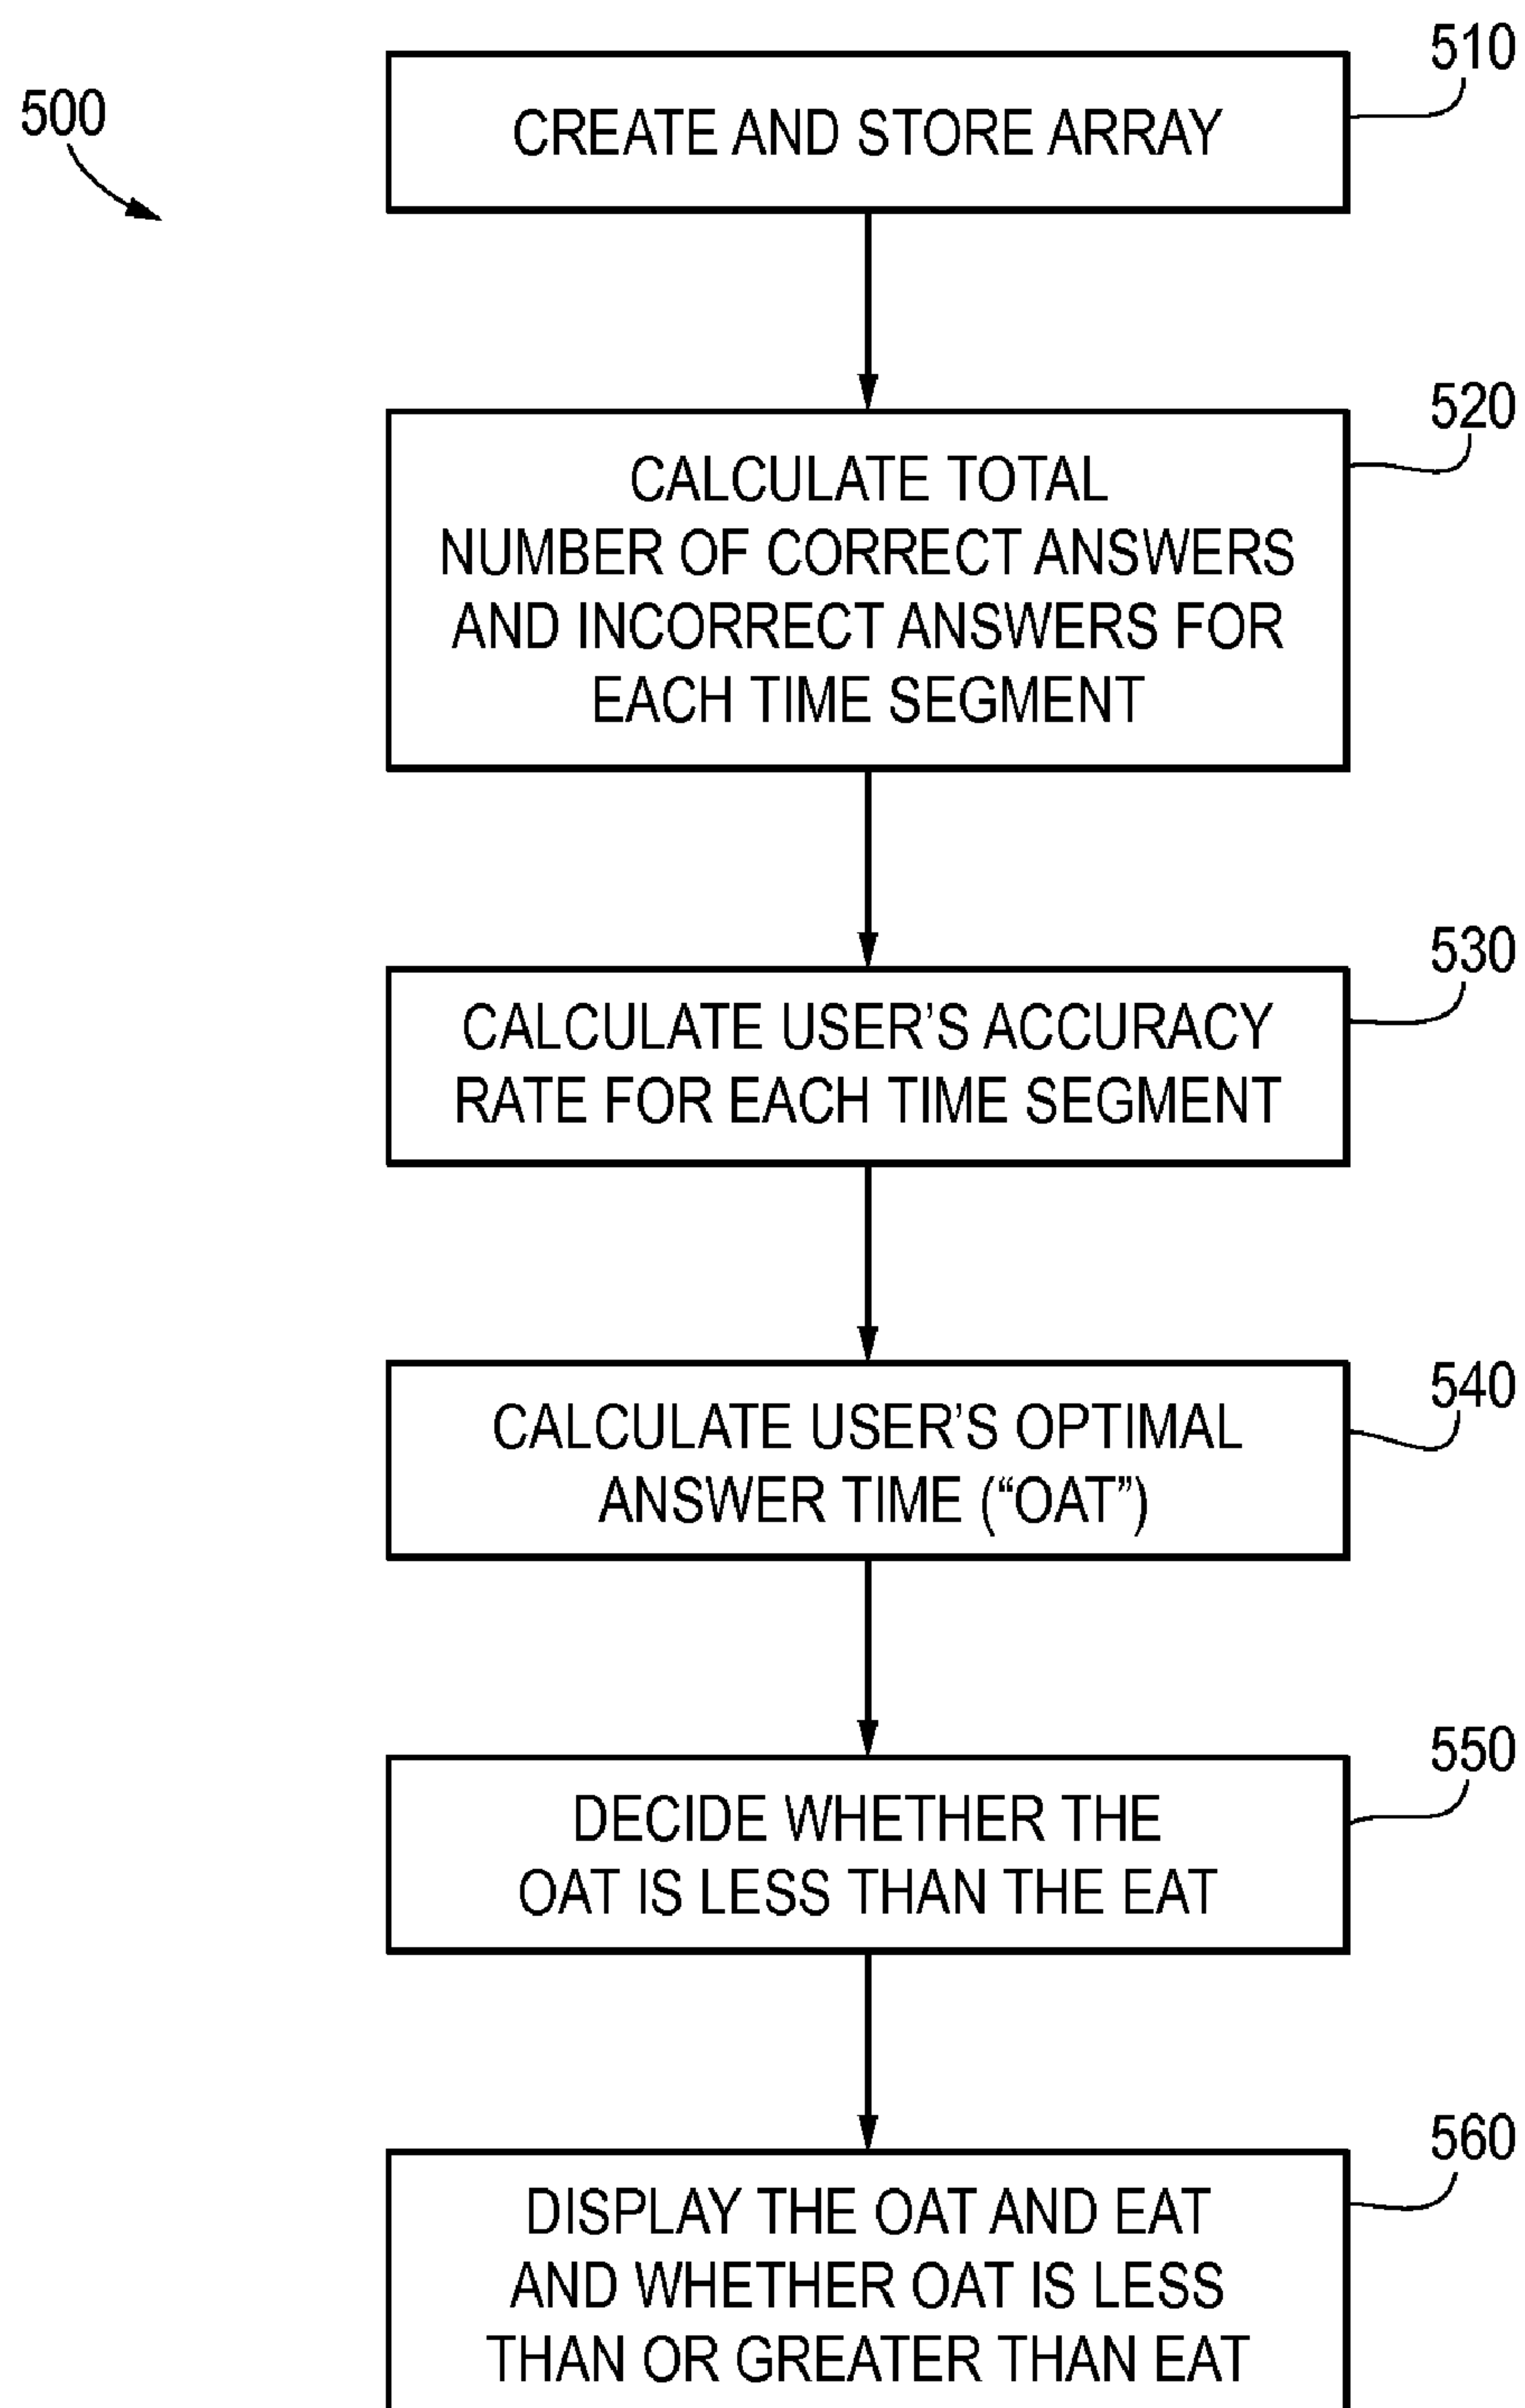 500
510
CREATE AND STORE ARRAY
520
CALCULATE TOTAL
NUMBER OF CORRECT ANSWERS
AND INCORRECT ANSWERS FOR
EACH TIME SEGMENT
530
CALCULATE USER’S ACCURACY
RATE FOR EACH TIME SEGMENT
540
CALCULATE USER’S OPTIMAL
ANSWER TIME (“OAT”)
550
DECIDE WHETHER THE
OAT IS LESS THAN THE EAT
560
DISPLAY THE OAT AND EAT
AND WHETHER OAT IS LESS
THAN OR GREATER THAN EAT